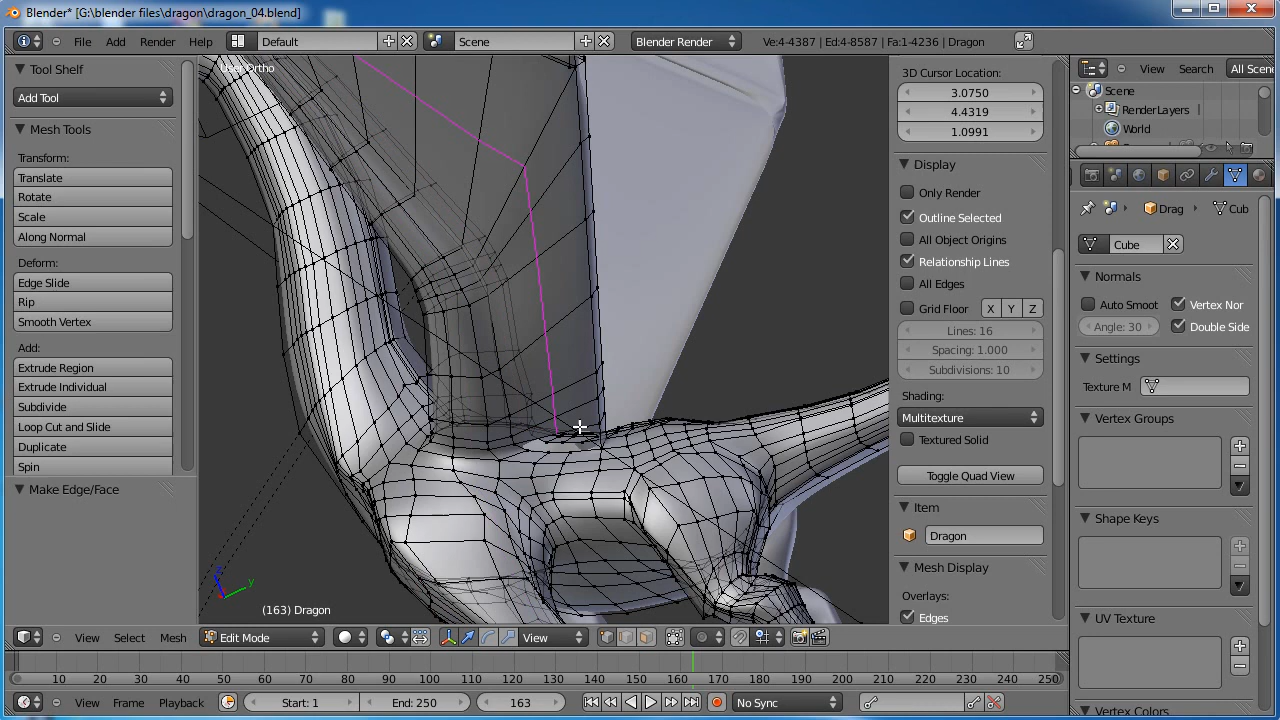 Blender* [G:\blender files\dragon\dragon_04.blend]
File Add Render Help Default Scene Blender Render Ve:4-4387 | Ed:4-8587 | Fa:1-4236 | Dragon
Tool Shelf
Add Tool
Mesh Tools
Transform:
Translate
Rotate
Scale
Along Normal
Deform:
Edge Slide
Rip
Smooth Vertex
Add:
Extrude Region
Extrude Individual
Subdivide
Loop Cut and Slide
Duplicate
Spin
Make Edge/Face
Ortho
z
y
(163) Dragon
3D Cursor Location:
3.0750
4.4319
1.0991
Display
Only Render
Outline Selected
All Object Origins
Relationship Lines
All Edges
Grid Floor X Y Z
Lines: 16
Spacing: 1.000
Subdivisions: 10
Shading:
Multitexture
Textured Solid
Toggle Quad View
Item
Dragon
Mesh Display
Overlays:
Edges
View Search All Scene
Scene
RenderLayers
World
Drag Cub
Cube
Normals
Auto Smoot Vertex Nor
Angle: 30 Double Side
Settings
Texture M
Vertex Groups
Shape Keys
UV Texture
Vertex Colors
View Select Mesh Edit Mode View
10 20 30 40 50 60 70 80 90 100 110 120 130 140 150 160 170 180 190 200 210 220 230 240 250
View Frame Playback Start: 1 End: 250 163 No Sync